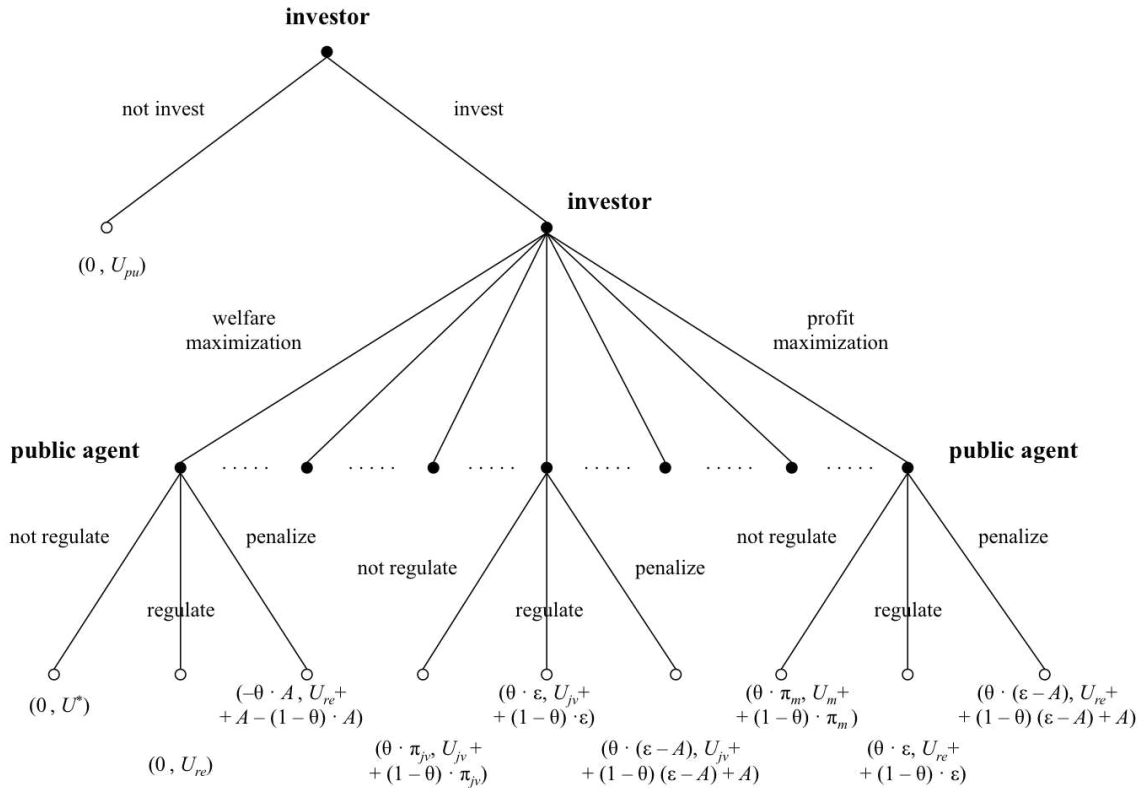 investor
not invest
invest
investor
(0 , U_pu)
welfare
maximization
profit
maximization
public agent
public agent
. . . . . . . . . . . . . . . . . . . . . . . . . . . . . .
not regulate
penalize
not regulate
penalize
not regulate
penalize
regulate
regulate
regulate
(0 , U*)
(–θ · A , U_re+
+ A – (1– θ) · A)
(θ · ε, U_jv+
+ (1– θ) ·ε)
(θ · π_m, U_m+
+ (1– θ) · π_m)
(θ · (ε – A), U_re+
+ (1– θ) (ε – A) + A)
(0 , U_re)
(θ · π_jv, U_jv +
+ (1– θ) · π_jv)
(θ · (ε – A), U_jv+
+ (1– θ) (ε – A) + A)
(θ · ε, U_re+
+ (1– θ) · ε)